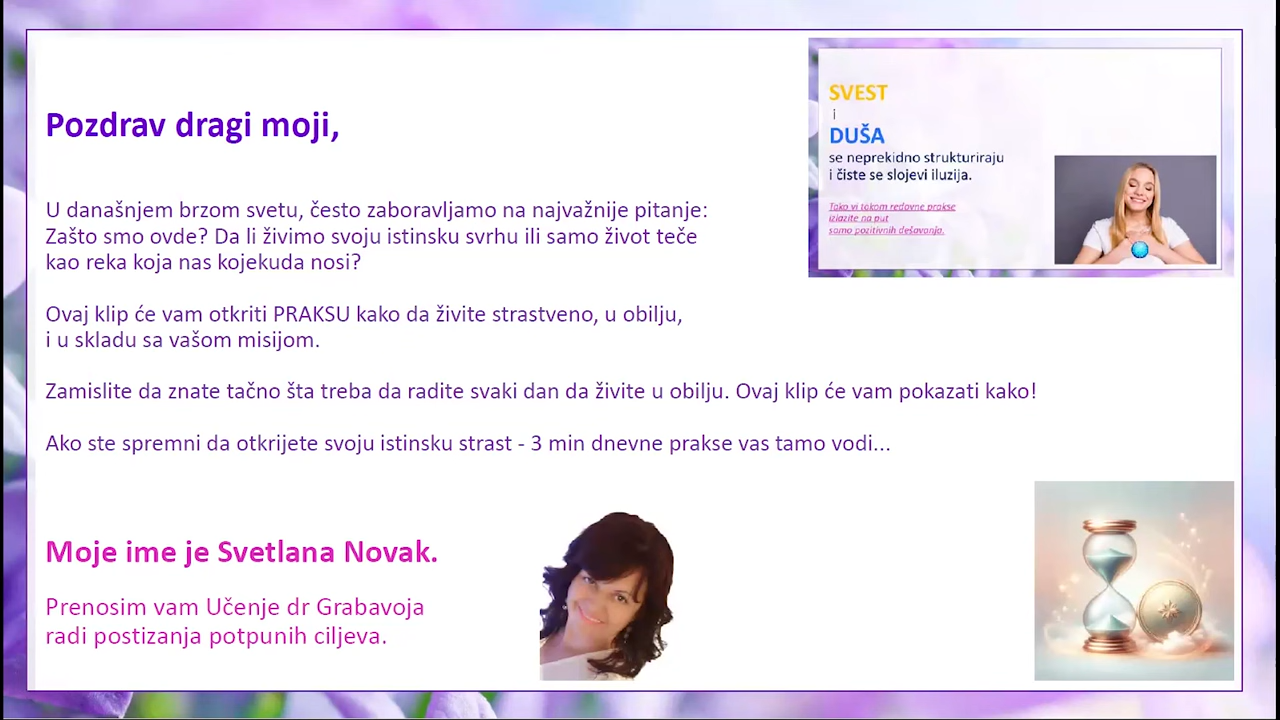 Pozdrav dragi moji,
U današnjem brzom svetu, često zaboravljamo na najvažnije pitanje:
Zašto smo ovde? Da li živimo svoju istinsku svrhu ili samo život teče
kao reka koja nas kojekuda nosi?
Ovaj klip će vam otkriti PRAKSU kako da živite strastveno, u obilju,
i u skladu sa vašom misijom.
Zamislite da znate tačno šta treba da radite svaki dan da živite u obilju. Ovaj klip će vam pokazati kako!
Ako ste spremni da otkrijete svoju istinsku strast - 3 min dnevne prakse vas tamo vodi...
Moje ime je Svetlana Novak.
Prenosim vam Učenje dr Grabavoja
radi postizanja potpunih ciljeva.
SVEST
i
DUŠA
se neprekidno strukturiraju
i čiste se slojevi iluzija.
Tako vi tokom redovne prakse
izlazite na put
samo pozitivnih dešavanja.